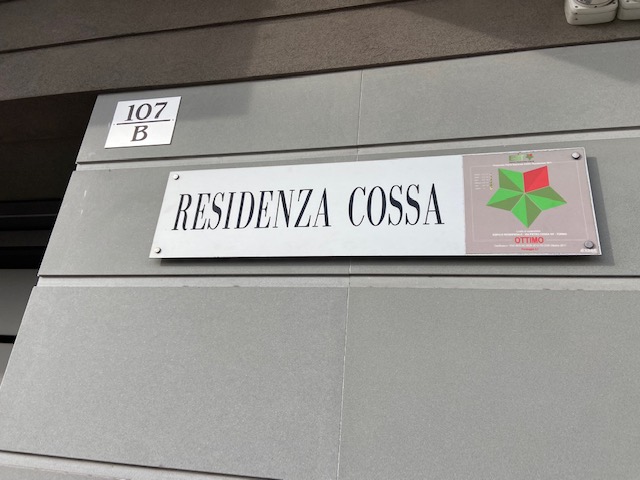 107
B
RESIDENZA COSSA
OTTIMO